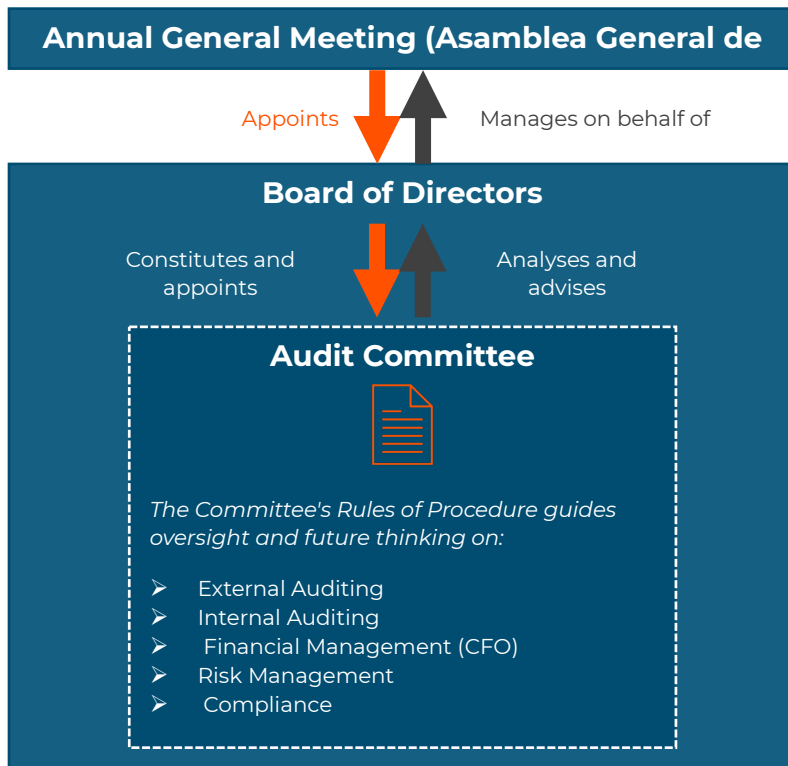 Annual General Meeting (Asamblea General de
Appoints
Manages on behalf of
Board of Directors
Constitutes and
appoints
Analyses and
advises
Audit Committee
The Committee's Rules of Procedure guides
oversight and future thinking on:
➢ External Auditing
➢ Internal Auditing
➢ Financial Management (CFO)
➢ Risk Management
➢ Compliance